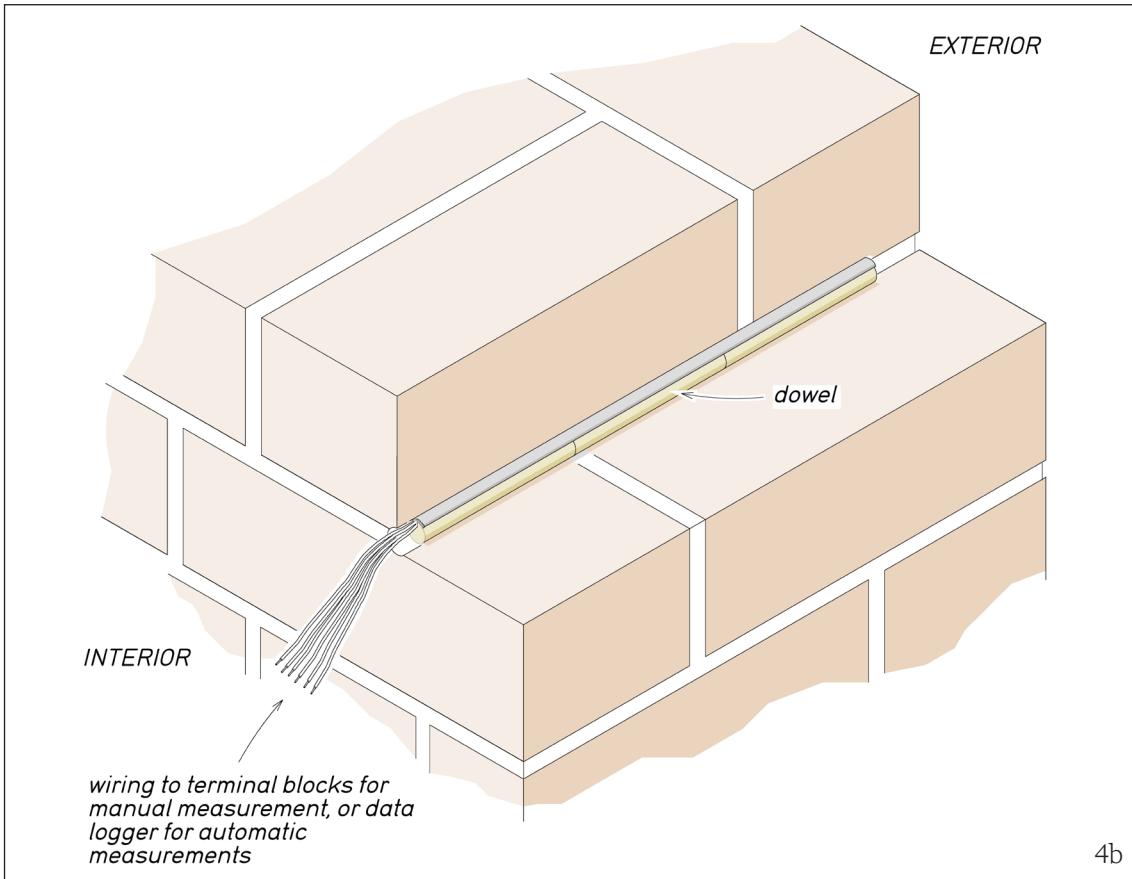 EXTERIOR
dowel
INTERIOR
wiring to terminal blocks for
manual measurement, or data
logger for automatic
measurements
4b